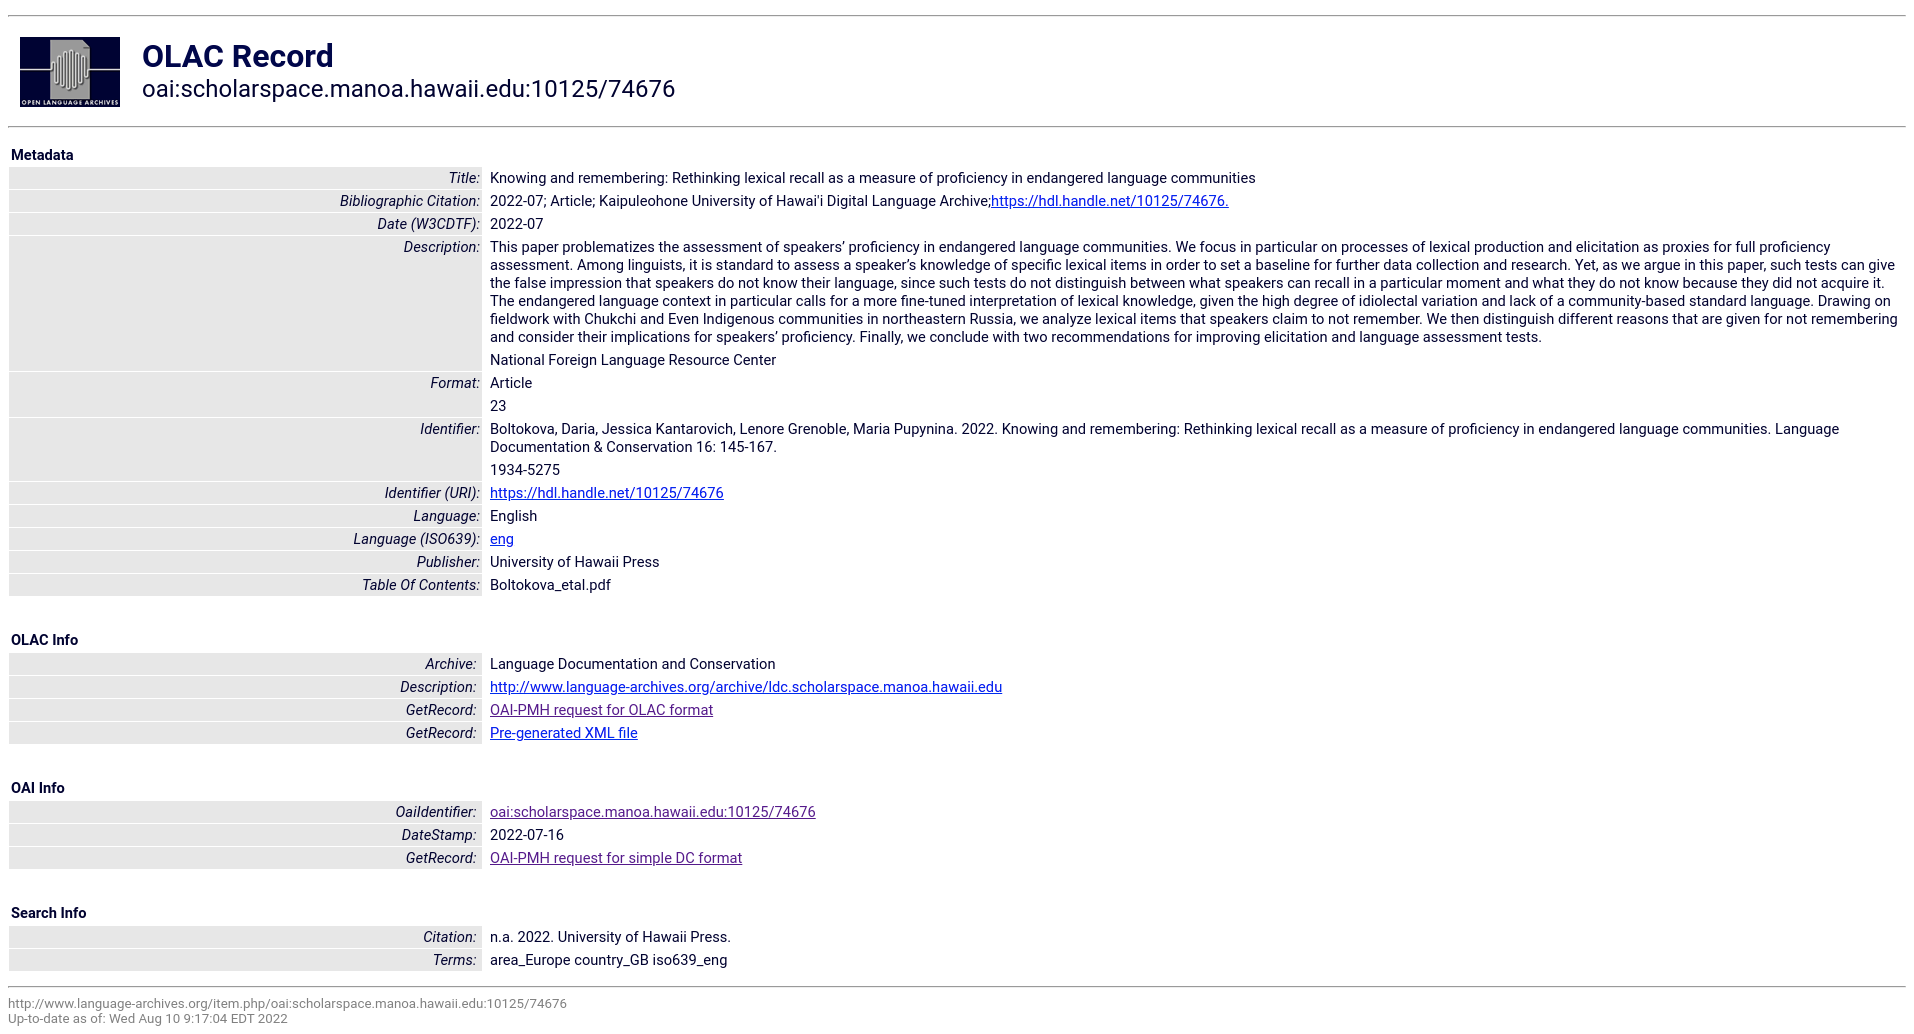 OPEN LANGUAGE ARCHIVES
OLAC Record
oai:scholarspace.manoa.hawaii.edu:10125/74676
Metadata
Title: Knowing and remembering: Rethinking lexical recall as a measure of proficiency in endangered language communities
Bibliographic Citation: 2022-07; Article; Kaipuleohone University of Hawai'i Digital Language Archive;https://hdl.handle.net/10125/74676.
Date (W3CDTF): 2022-07
Description: This paper problematizes the assessment of speakers’ proficiency in endangered language communities. We focus in particular on processes of lexical production and elicitation as proxies for full proficiency
assessment. Among linguists, it is standard to assess a speaker’s knowledge of specific lexical items in order to set a baseline for further data collection and research. Yet, as we argue in this paper, such tests can give
the false impression that speakers do not know their language, since such tests do not distinguish between what speakers can recall in a particular moment and what they do not know because they did not acquire it.
The endangered language context in particular calls for a more fine-tuned interpretation of lexical knowledge, given the high degree of idiolectal variation and lack of a community-based standard language. Drawing on
fieldwork with Chukchi and Even Indigenous communities in northeastern Russia, we analyze lexical items that speakers claim to not remember. We then distinguish different reasons that are given for not remembering
and consider their implications for speakers’ proficiency. Finally, we conclude with two recommendations for improving elicitation and language assessment tests.
National Foreign Language Resource Center
Format: Article
23
Identifier: Boltokova, Daria, Jessica Kantarovich, Lenore Grenoble, Maria Pupynina. 2022. Knowing and remembering: Rethinking lexical recall as a measure of proficiency in endangered language communities. Language
Documentation & Conservation 16: 145-167.
1934-5275
Identifier (URI): https://hdl.handle.net/10125/74676
Language: English
Language (ISO639): eng
Publisher: University of Hawaii Press
Table Of Contents: Boltokova_etal.pdf
OLAC Info
Archive: Language Documentation and Conservation
Description: http://www.language-archives.org/archive/ldc.scholarspace.manoa.hawaii.edu
GetRecord: OAI-PMH request for OLAC format
GetRecord: Pre-generated XML file
OAI Info
OaiIdentifier: oai:scholarspace.manoa.hawaii.edu:10125/74676
DateStamp: 2022-07-16
GetRecord: OAI-PMH request for simple DC format
Search Info
Citation: n.a. 2022. University of Hawaii Press.
Terms: area_Europe country_GB iso639_eng
http://www.language-archives.org/item.php/oai:scholarspace.manoa.hawaii.edu:10125/74676
Up-to-date as of: Wed Aug 10 9:17:04 EDT 2022